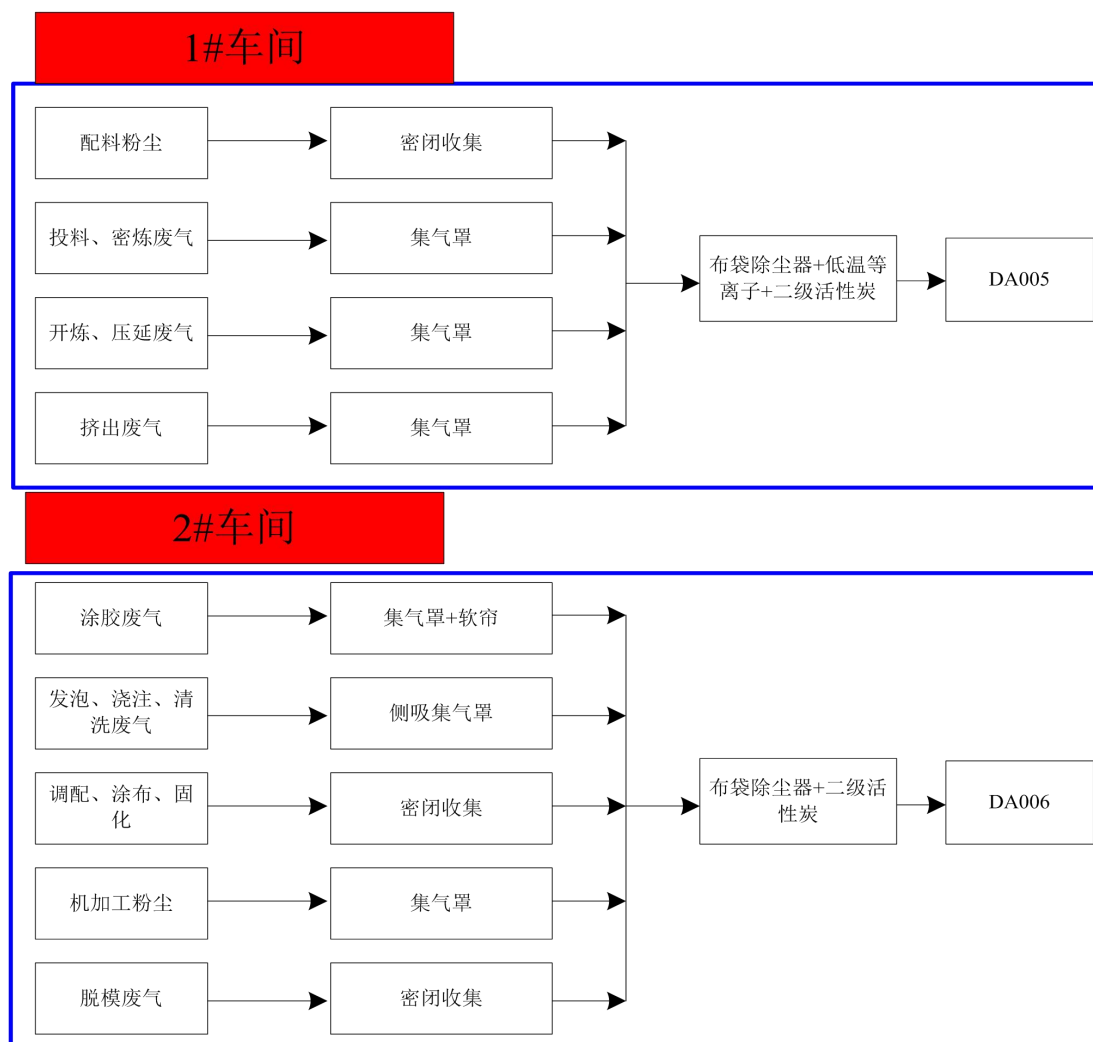 1#车间
配料粉尘
密闭收集
投料、密炼废气
集气罩
布袋除尘器+低温等
离子+二级活性炭
DA005
开炼、压延废气
集气罩
挤出废气
集气罩
2#车间
涂胶废气
集气罩+软帘
发泡、浇注、清
洗废气
侧吸集气罩
调配、涂布、固
化
密闭收集
布袋除尘器+二级活
性炭
DA006
机加工粉尘
集气罩
脱模废气
密闭收集